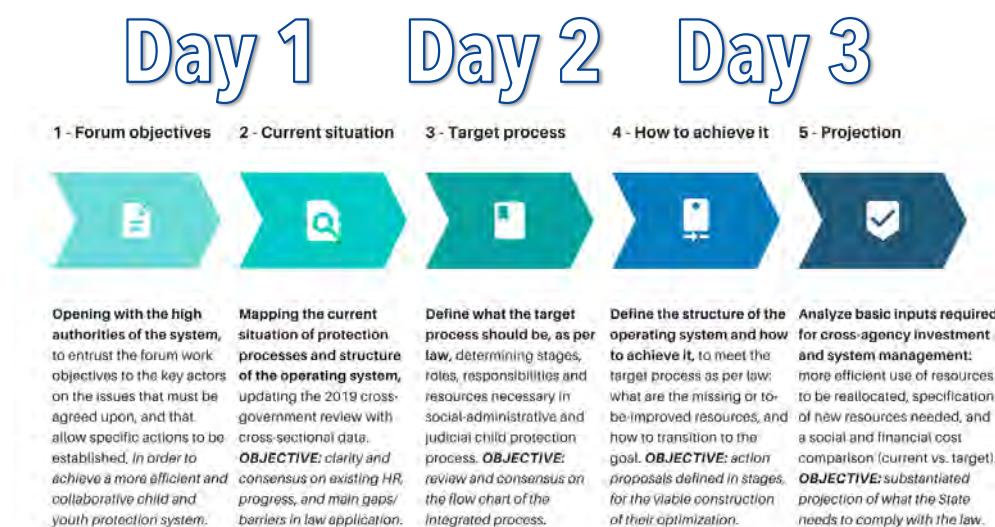 Day 1 Day 2 Day 3
1 - Forum objectives
2 - Current situation
3 - Target process
4 - How to achieve it
5 - Projection
Opening with the high
authorities of the system,
to entrust the forum work
objectives to the key actors
on the issues that must be
agreed upon, and that
allow specific actions to be
established, in order to
achieve a more efficient and
collaborative child and
youth protection system.
Mapping the current
situation of protection
processes and structure
of the operating system,
updating the 2019 cross-
government review with
cross-sectional data.
OBJECTIVE: clarity and
consensus on existing HR,
progress, and main gaps/
barriers in law application.
Define what the target
process should be, as per
law, determining stages,
roles, responsibilities and
resources necessary in
social-administrative and
judicial child protection
process. OBJECTIVE:
review and consensus on
the flow chart of the
integrated process.
Define the structure of the
operating system and how
to achieve it, to meet the
target process as per law:
what are the missing or to-
be-improved resources, and
how to transition to the
goal. OBJECTIVE: action
proposals defined in stages,
for the viable construction
of their optimization.
Analyze basic inputs required
for cross-agency investment
and system management:
more efficient use of resources
to be reallocated, specification
of new resources needed, and
a social and financial cost
comparison (current vs. target).
OBJECTIVE: substantiated
projection of what the State
needs to comply with the law.